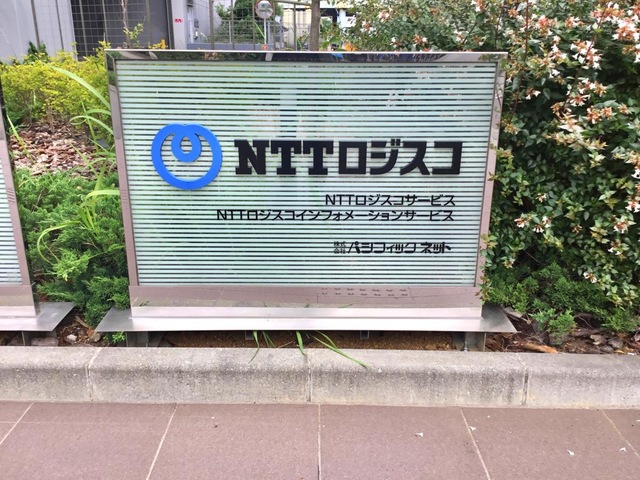 NTTロジスコ
NTTロジスコサービス
NTTロジスコインフォメーションサービス
株式会社 パシフィックネット